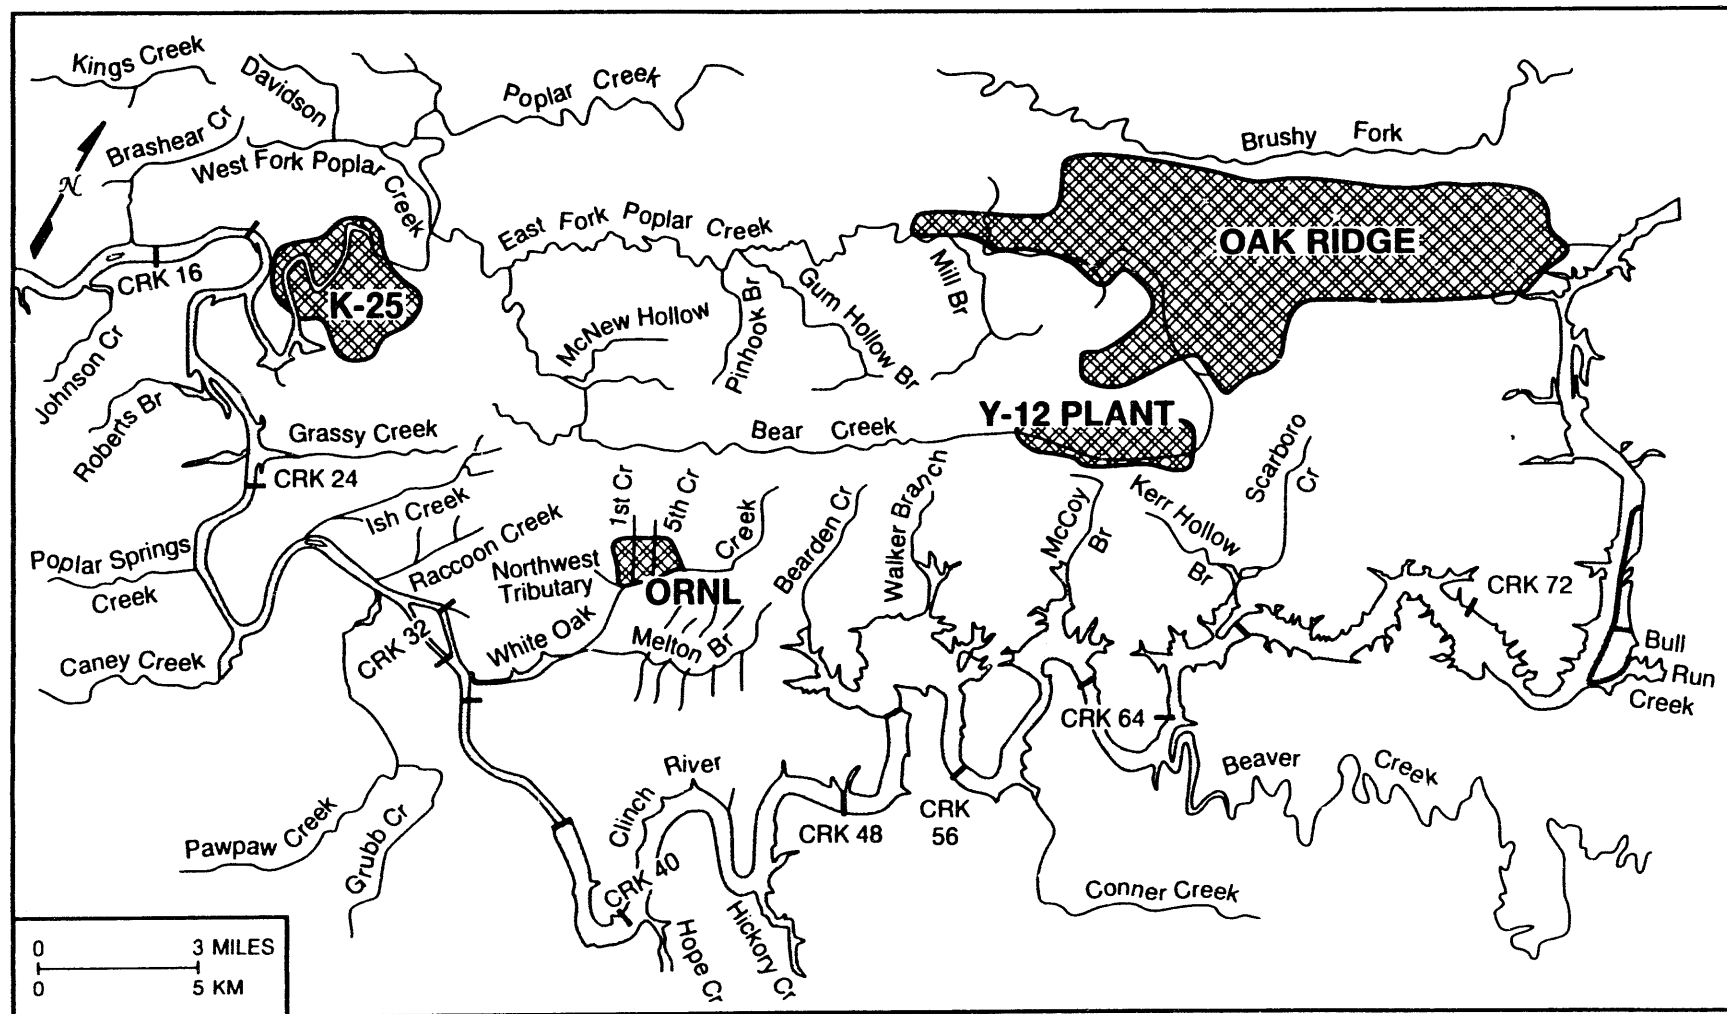 Kings Creek
Davidson
Poplar Creek
Brushy Fork
Brashear Cr
West Fork Poplar Creek
N
East Fork Poplar Creek
OAK RIDGE
CRK 16
K-25
Mill Br
Gum Hollow Br
Pinhook Br
McNew Hollow
Johnson Cr
Roberts Br
Y-12 PLANT
Grassy Creek
Bear Creek
CRK 24
Scarboro
Cr
1st Cr
5th Cr
Ish Creek
Raccoon Creek
Creek
Bearden Cr
Walker Branch
McCoy
Br
Kerr Hollow
Br
Poplar Springs
Creek
Northwest
Tributary
ORNL
CRK 72
CRK 32
White Oak
Melton Br
Caney Creek
Bull
Run
Creek
CRK 64
River
Clinch
Beaver Creek
CRK 48
CRK
56
Pawpaw Creek
Grubb Cr
CRK 40
Conner Creek
Hope Cr
Hickory Cr
0 3 MILES
0 5 KM